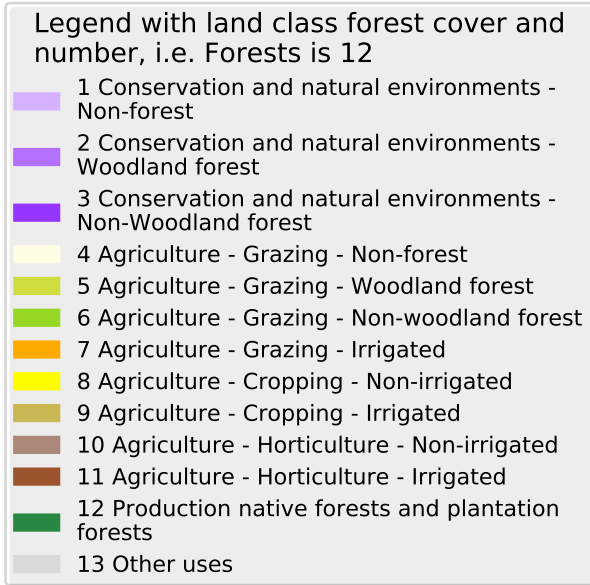 Legend with land class forest cover and
number, i.e. Forests is 12
1 Conservation and natural environments -
Non-forest
2 Conservation and natural environments -
Woodland forest
3 Conservation and natural environments -
Non-Woodland forest
4 Agriculture - Grazing - Non-forest
5 Agriculture - Grazing - Woodland forest
6 Agriculture - Grazing - Non-woodland forest
7 Agriculture - Grazing - Irrigated
8 Agriculture - Cropping - Non-irrigated
9 Agriculture - Cropping - Irrigated
10 Agriculture - Horticulture - Non-irrigated
11 Agriculture - Horticulture - Irrigated
12 Production native forests and plantation
forests
13 Other uses